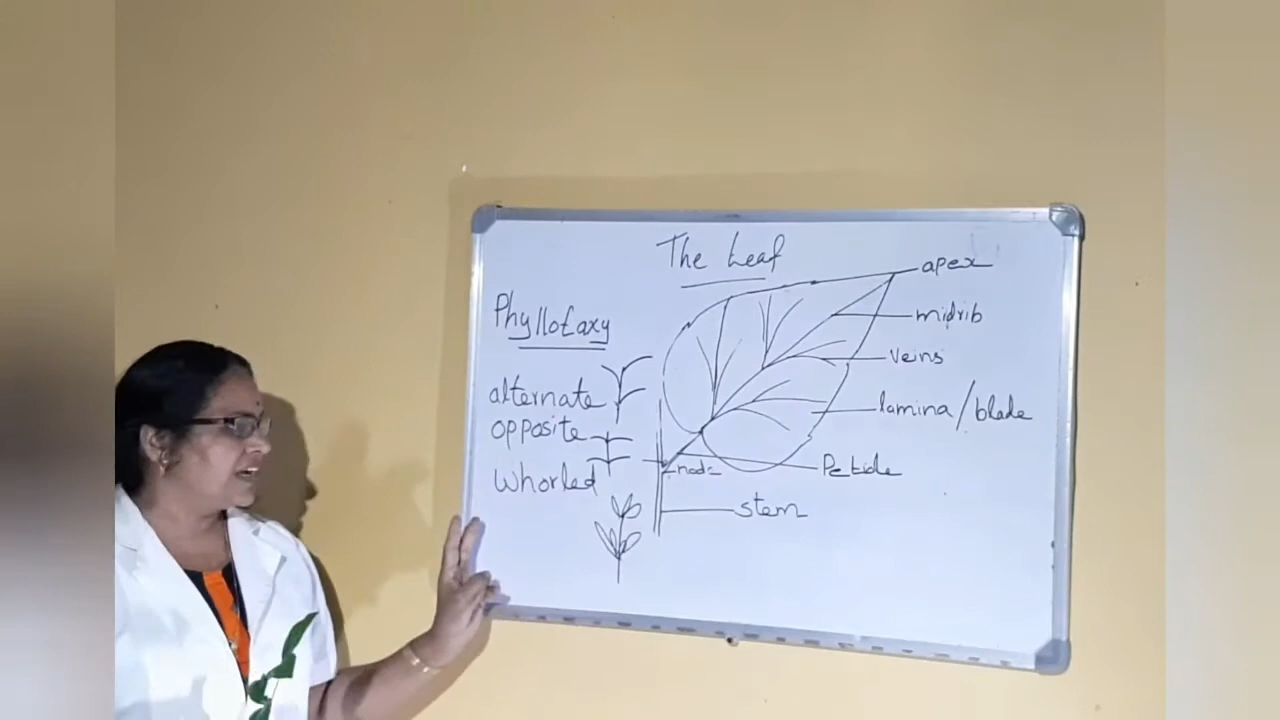 The Leaf
Phyllotaxy
alternate
opposite
whorled
apex
midrib
veins
lamina/blade
Petiole
node
stem